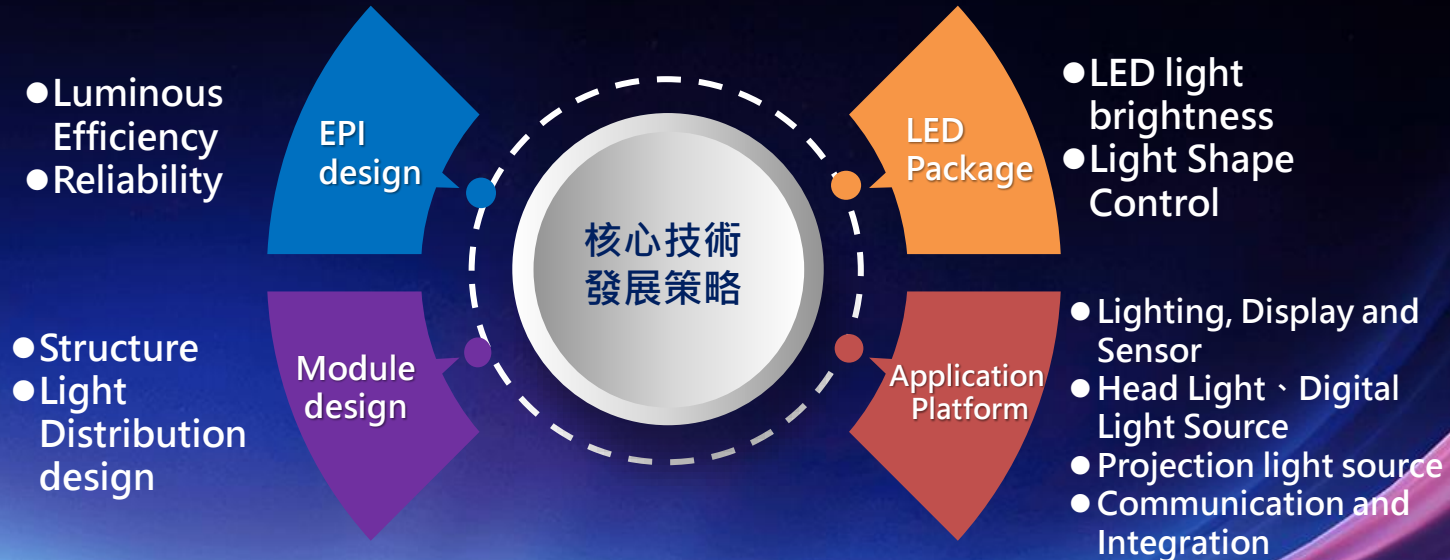 ●Luminous
Efficiency
●Reliability
EPI
design
LED
Package
●LED light
brightness
●Light Shape
Control
核心技術
發展策略
●Structure
●Light
Distribution
design
Module
design
Application
Platform
●Lighting, Display and
Sensor
●Head Light、Digital
Light Source
●Projection light source
●Communication and
Integration